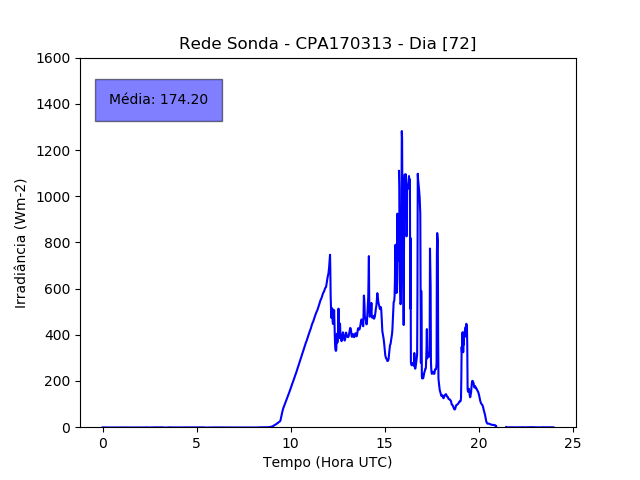 Rede Sonda - CPA170313 - Dia [72]
1600
1400
1200
1000
800
600
400
200
0
Média: 174.20
Irradiância (Wm-2)
0 5 10 15 20 25
Tempo (Hora UTC)